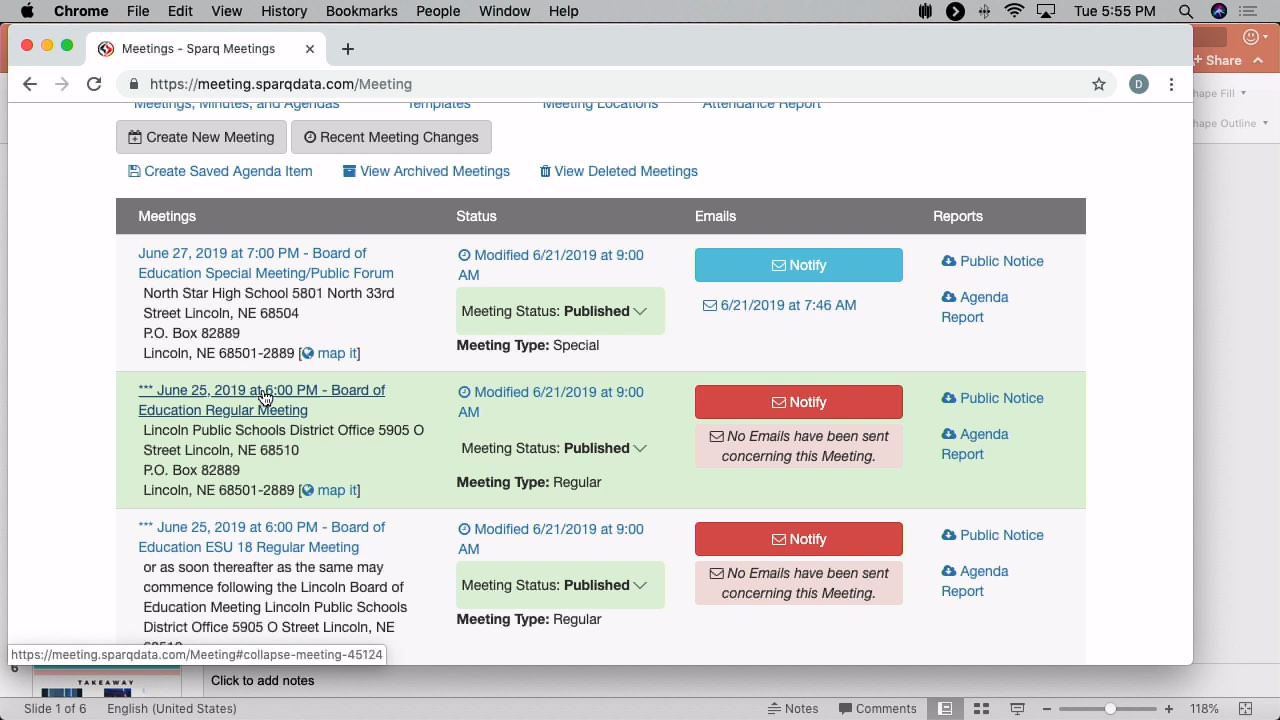 Chrome File Edit View History Bookmarks People Window Help Tue 5:55 PM
Meetings - Sparq Meetings
Share
https://meeting.sparqdata.com/Meeting D
hape Fill
Meetings, Minutes, and Agendas Templates Meeting Locations Attendance Report
hape Outline
Create New Meeting Recent Meeting Changes
Create Saved Agenda Item View Archived Meetings View Deleted Meetings
Meetings Status Emails Reports
June 27, 2019 at 7:00 PM - Board of
Education Special Meeting/Public Forum
North Star High School 5801 North 33rd
Street Lincoln, NE 68504
P.O. Box 82889
Lincoln, NE 68501-2889 [map it]
Modified 6/21/2019 at 9:00
AM
Meeting Status: Published
Meeting Type: Special
Notify
6/21/2019 at 7:46 AM
Public Notice
Agenda
Report
*** June 25, 2019 at 6:00 PM - Board of
Education Regular Meeting
Lincoln Public Schools District Office 5905 O
Street Lincoln, NE 68510
P.O. Box 82889
Lincoln, NE 68501-2889 [map it]
Modified 6/21/2019 at 9:00
AM
Meeting Status: Published
Meeting Type: Regular
Notify
No Emails have been sent
concerning this Meeting.
Public Notice
Agenda
Report
*** June 25, 2019 at 6:00 PM - Board of
Education ESU 18 Regular Meeting
or as soon thereafter as the same may
commence following the Lincoln Board of
Education Meeting Lincoln Public Schools
District Office 5905 O Street Lincoln, NE
Modified 6/21/2019 at 9:00
AM
Meeting Status: Published
Meeting Type: Regular
Notify
No Emails have been sent
concerning this Meeting.
Public Notice
Agenda
Report
https://meeting.sparqdata.com/Meeting#collapse-meeting-45124
6
TAKEAWAY
Click to add notes
Slide 1 of 6 English (United States) Notes Comments 118%